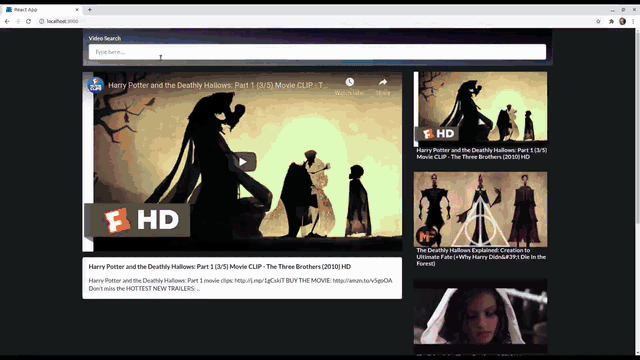 React App
localhost:3000
Video Search
Type here...
Harry Potter and the Deathly Hallows: Part 1 (3/5) Movie CLIP - T...
Watch later
Share
HD
Harry Potter and the Deathly Hallows: Part 1 (3/5) Movie CLIP - The Three Brothers (2010) HD
Harry Potter and the Deathly Hallows: Part 1 movie clips: http://j.mp/1gCskiT BUY THE MOVIE: http://amzn.to/v5goOA
Don't miss the HOTTEST NEW TRAILERS: ...
HD
Harry Potter and the Deathly Hallows: Part 1 (3/5)
Movie CLIP - The Three Brothers (2010) HD
The Deathly Hallows Explained: Creation to
Ultimate Fate (+Why Harry Didn&#39;t Die In the
Forest)